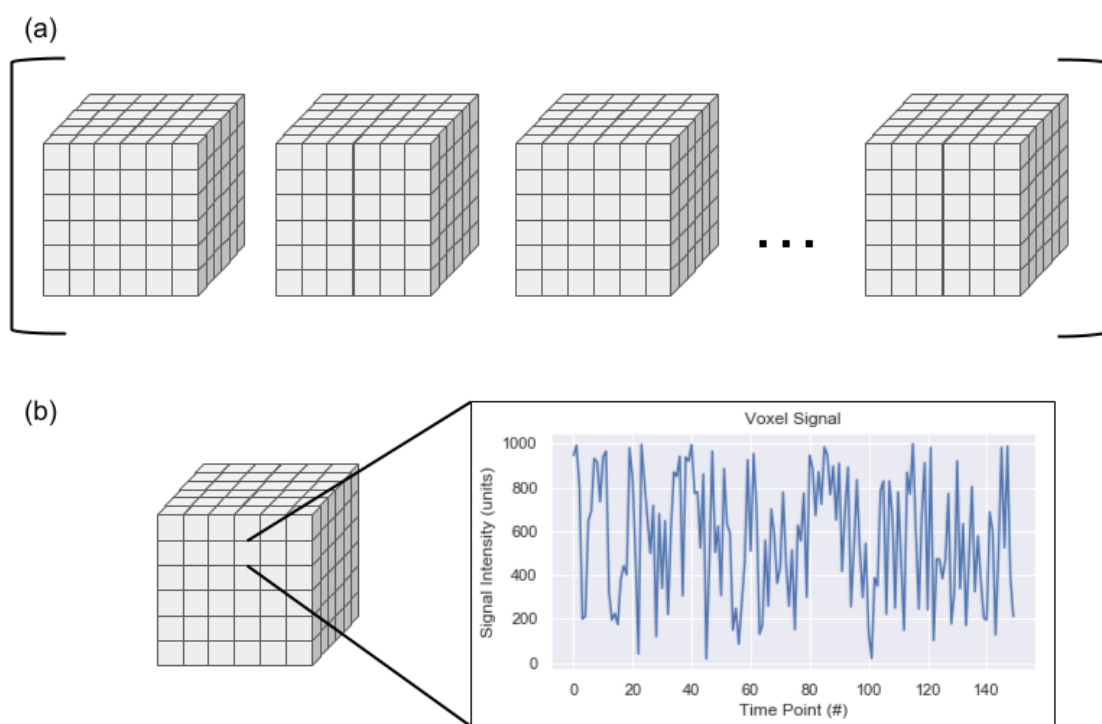 (a)
(b)
Voxel Signal
Signal Intensity (units)
1000
800
600
400
200
0
0 20 40 60 80 100 120 140
Time Point (#)